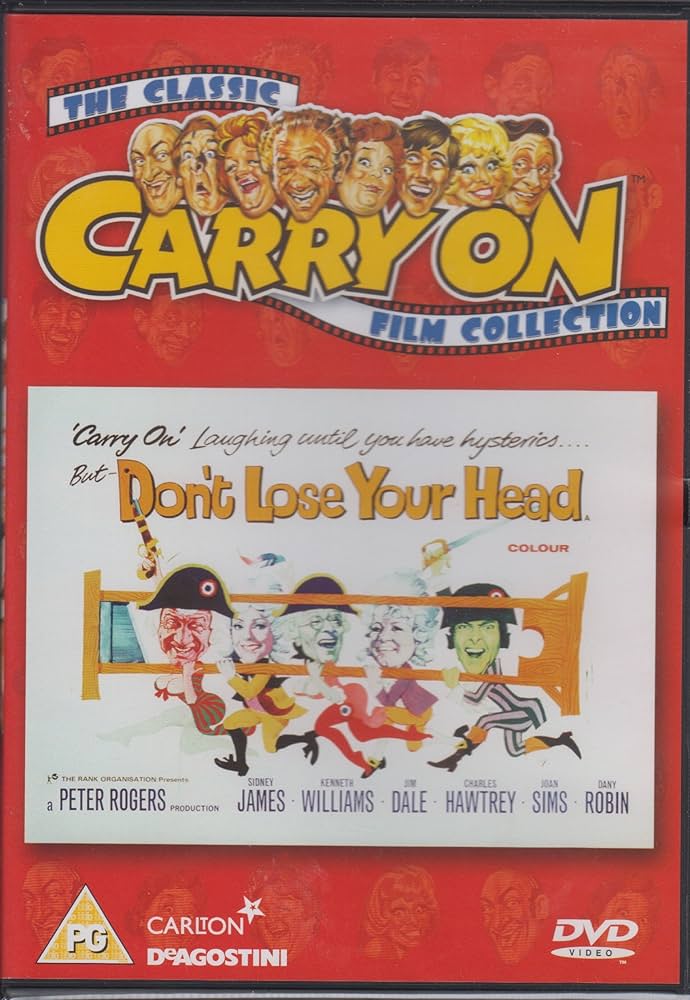 THE CLASSIC
CARRY ON™
FILM COLLECTION
'Carry On' Laughing until you have hysterics....
But- Don't Lose Your Head.
COLOUR
THE RANK ORGANISATION Presents
a PETER ROGERS PRODUCTION
SIDNEY JAMES · KENNETH WILLIAMS · JIM DALE · CHARLES HAWTREY · JOAN SIMS · DANY ROBIN
PG
CARLTON
DeAGOSTINI
DVD
VIDEO
™